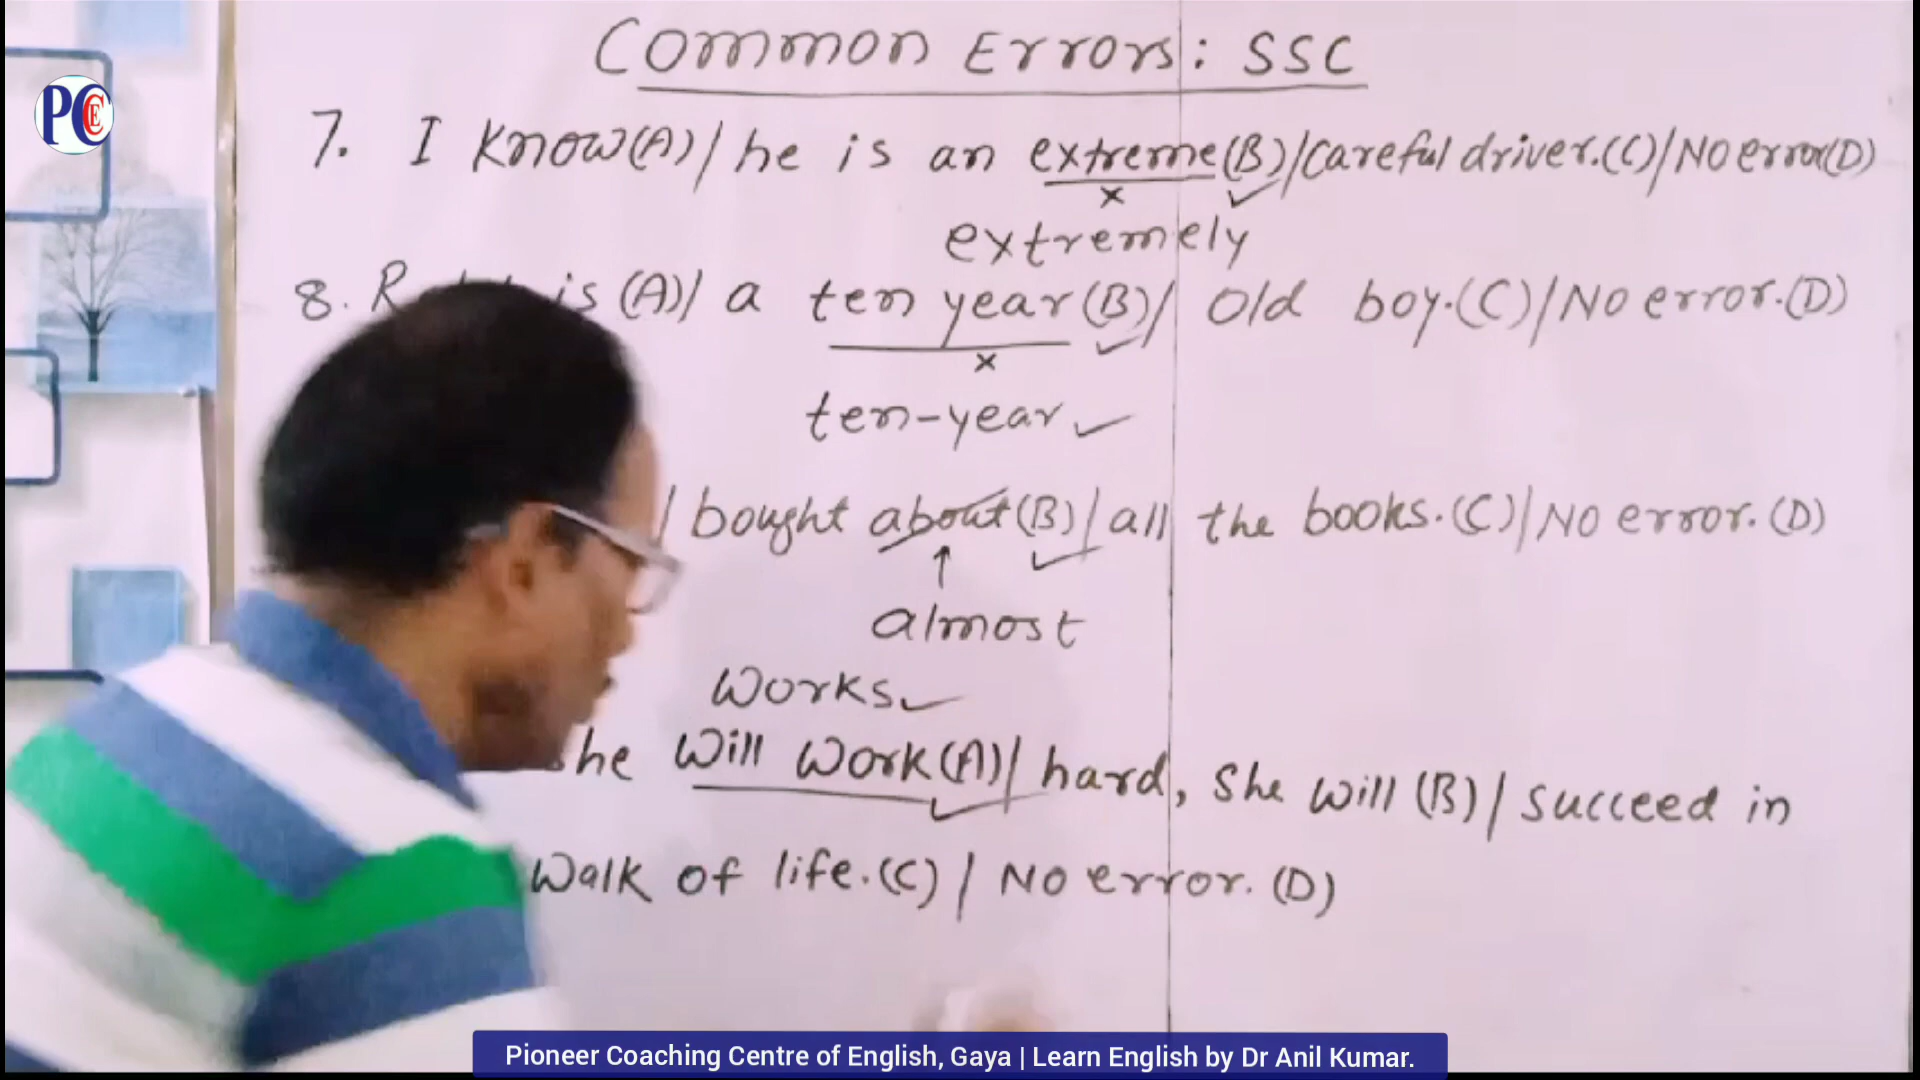 Common Errors: SSC
PCCE
7. I know(A)/ he is an extreme(B)/careful driver.(C)/No error(D)
extremely
8. is (A)/ a ten year(B)/ old boy.(C)/No error.(D)
ten-year
/ bought about(B)/all the books.(C)/No error.(D)
almost
works
he will work(A)/ hard, she will (B)/ succeed in
walk of life.(C) / No error. (D)
Pioneer Coaching Centre of English, Gaya | Learn English by Dr Anil Kumar.